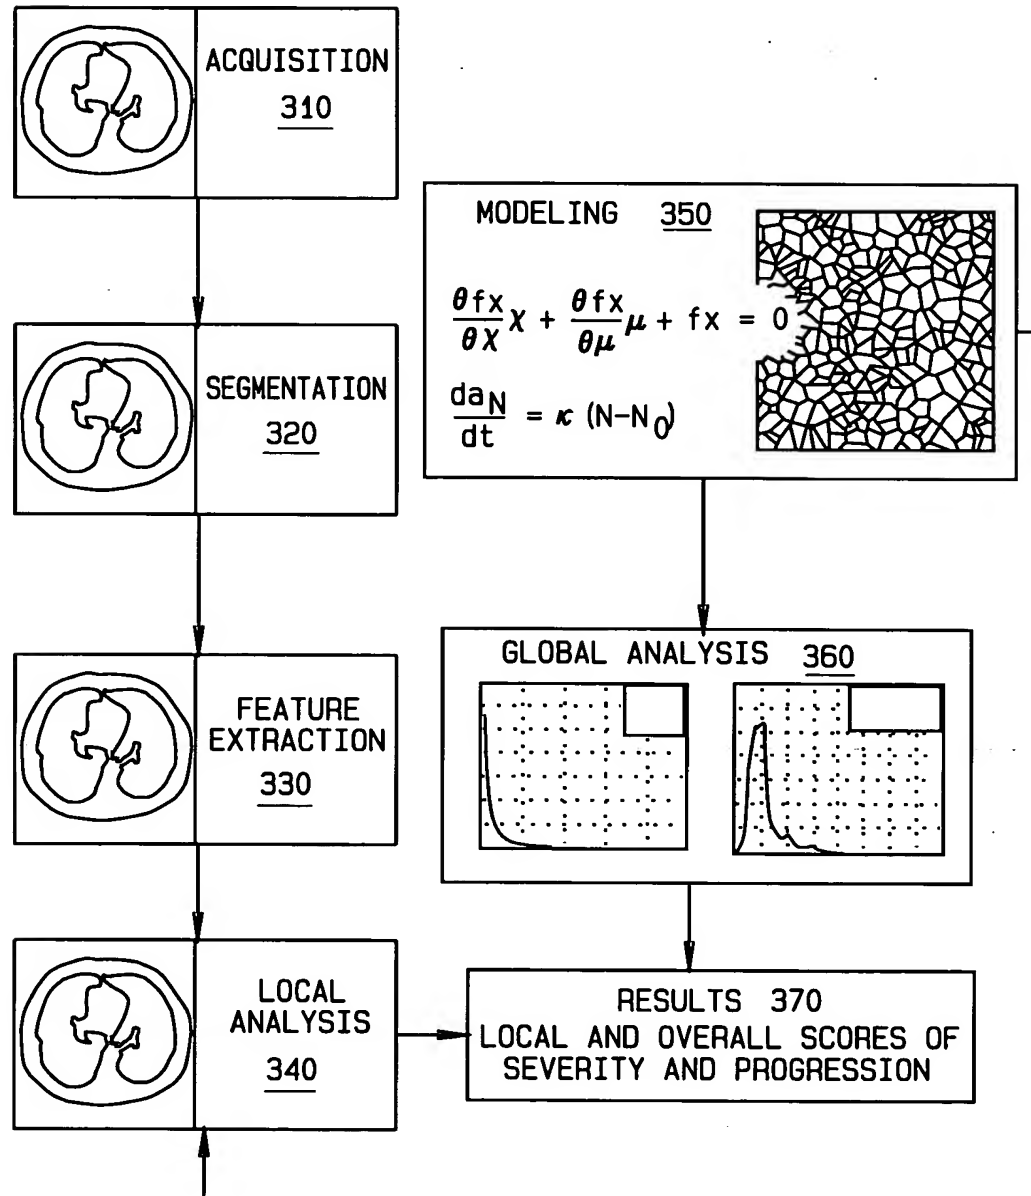 ACQUISITION
310
SEGMENTATION
320
FEATURE
EXTRACTION
330
LOCAL
ANALYSIS
340
MODELING 350
θfx/θχ χ + θfx/θμ μ + fx = 0
da_N/dt = κ (N-N_0)
GLOBAL ANALYSIS 360
RESULTS 370
LOCAL AND OVERALL SCORES OF
SEVERITY AND PROGRESSION